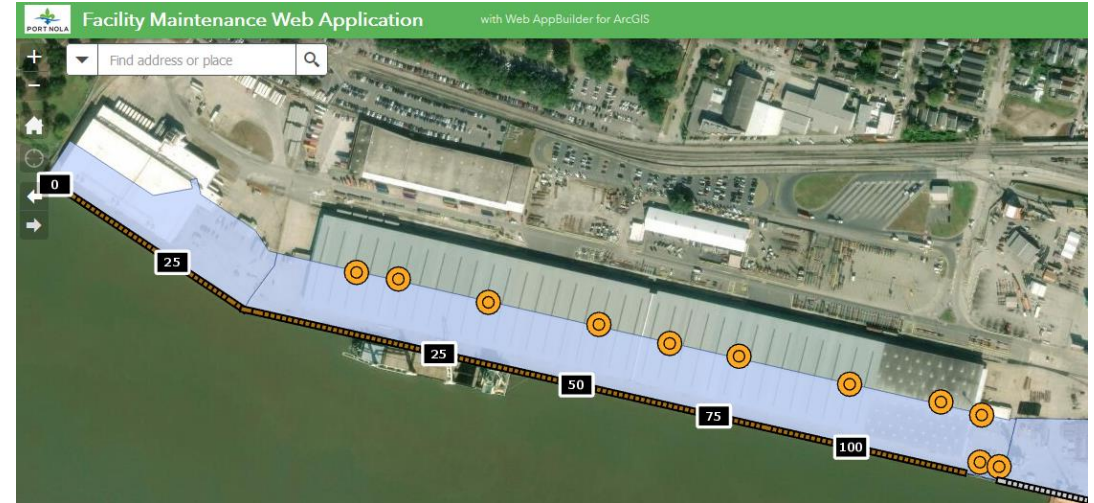 PORT NOLA
Facility Maintenance Web Application
with Web AppBuilder for ArcGIS
+
Find address or place
−
0
25
25
50
75
100